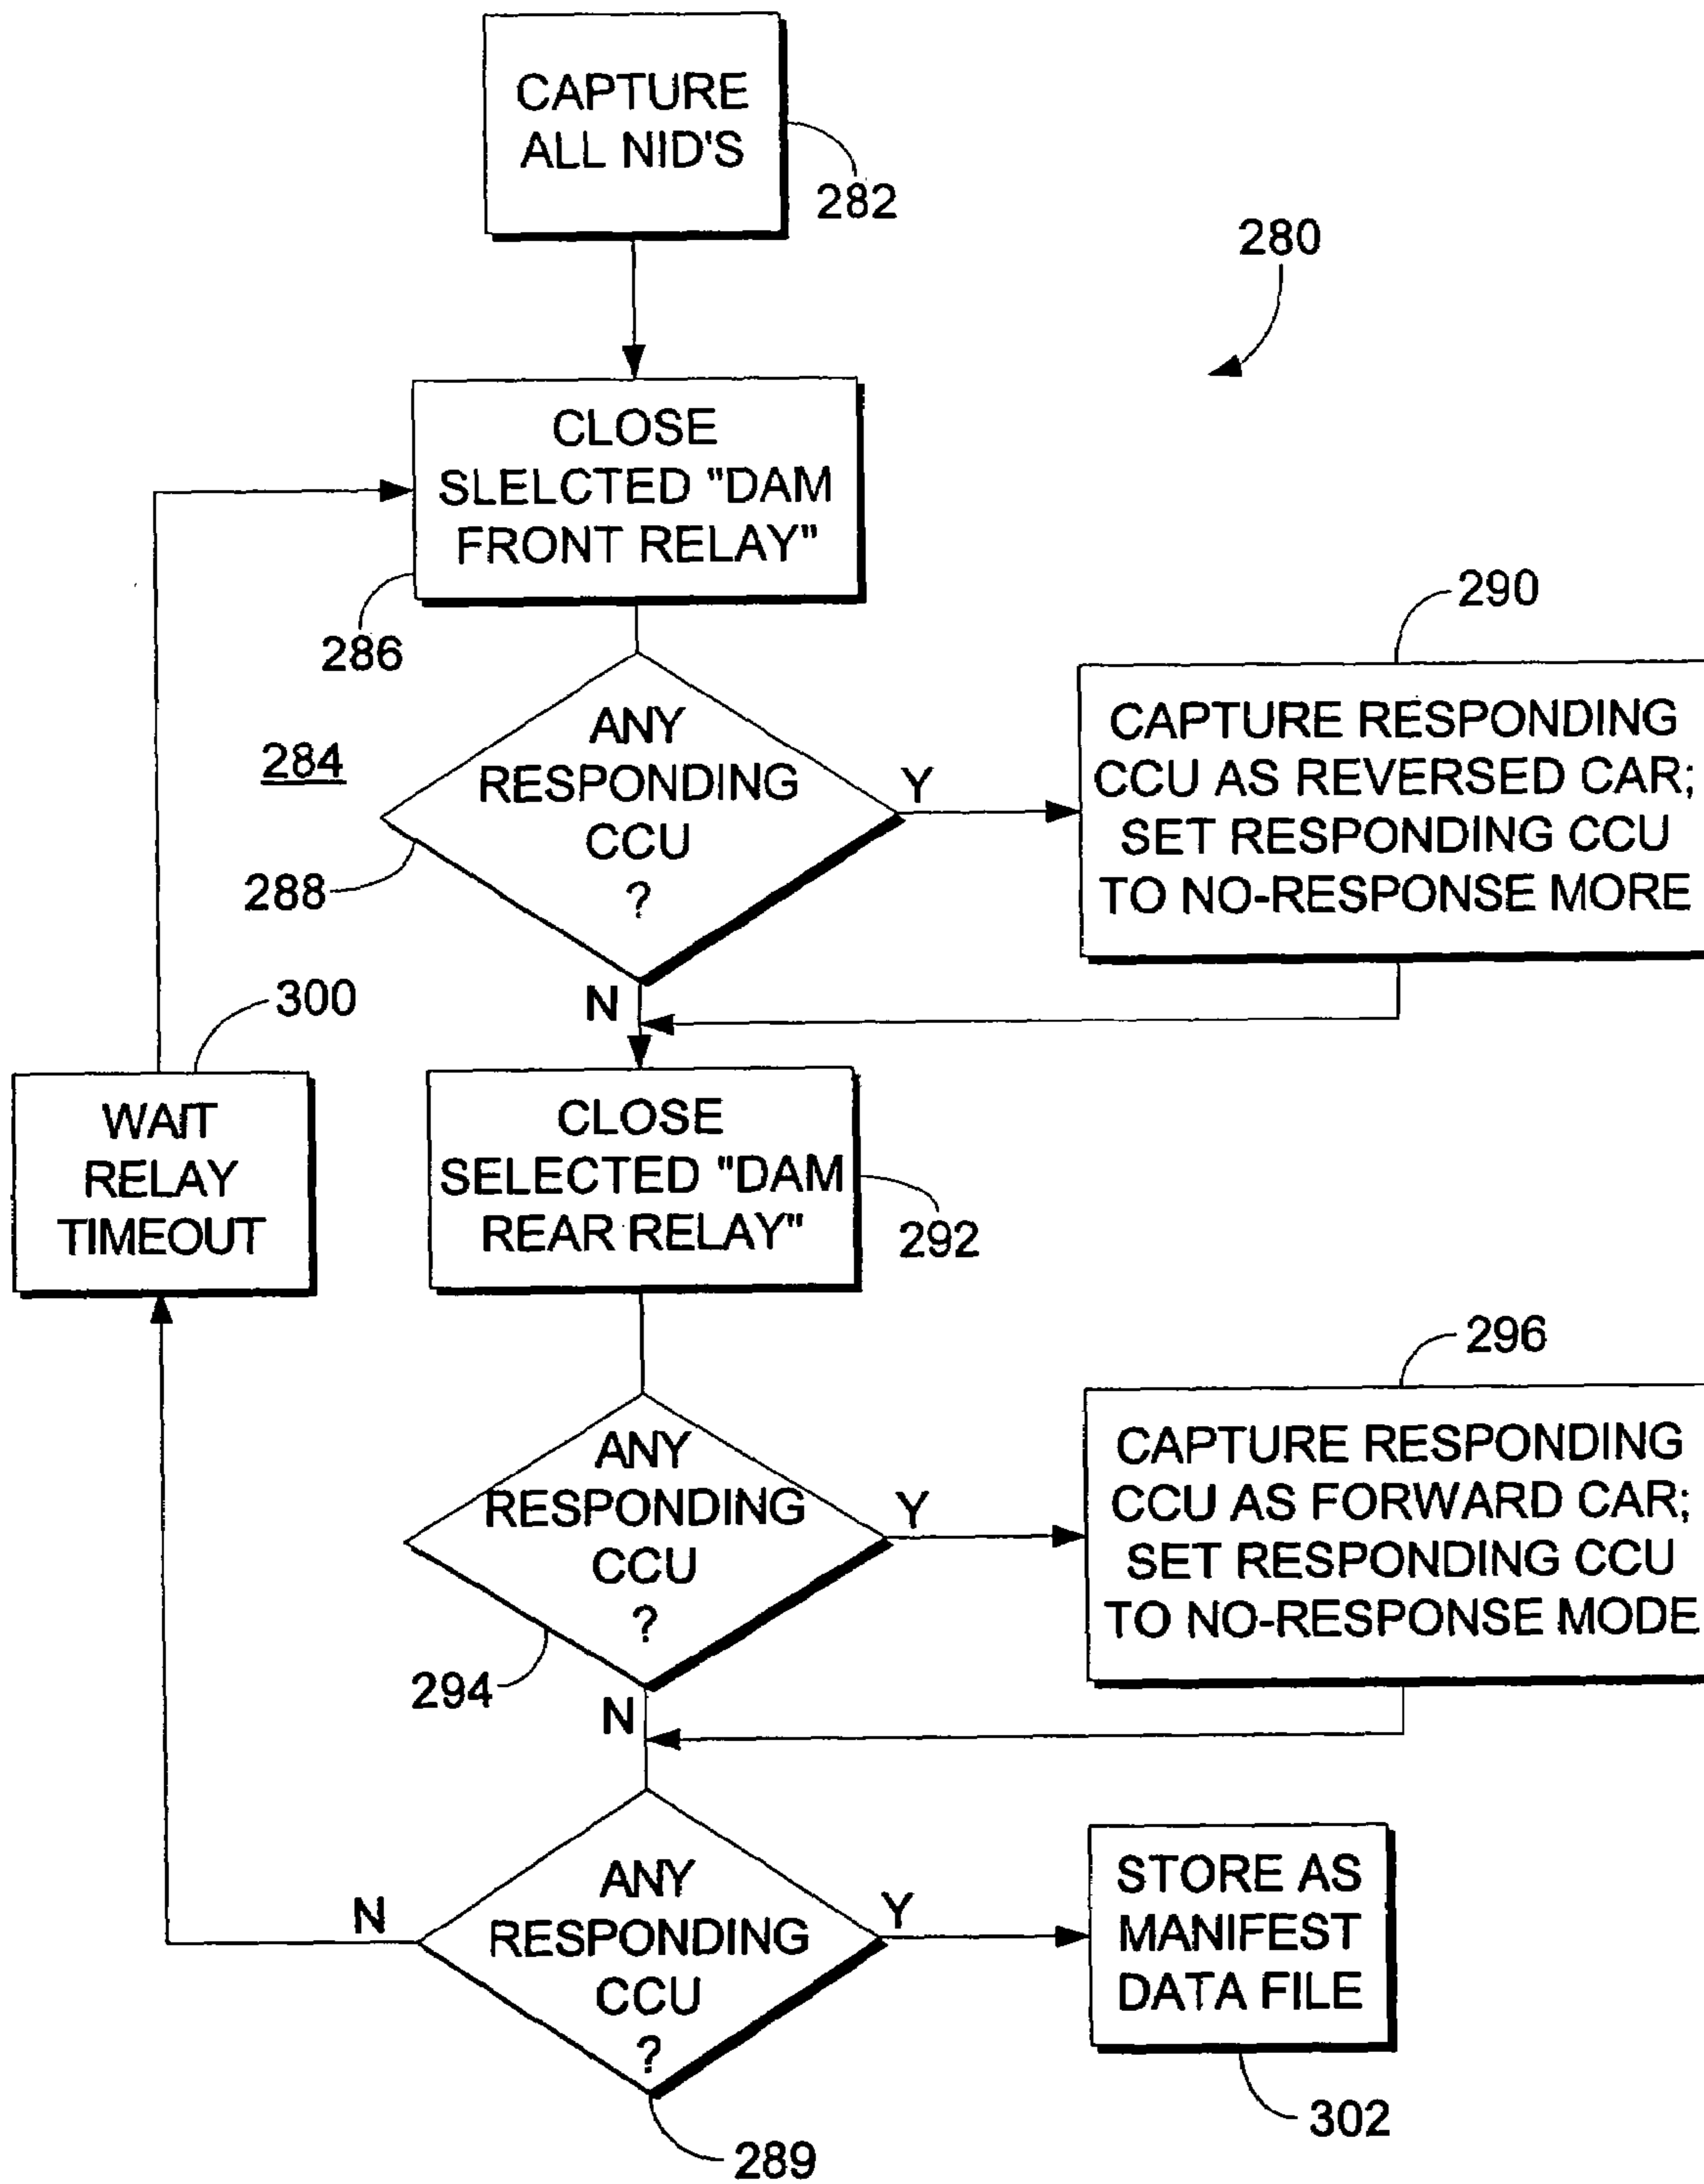 CAPTURE
ALL NID'S
282
280
CLOSE
SLELCTED "DAM
FRONT RELAY"
286
284
ANY
RESPONDING
CCU
?
288
Y
N
290
CAPTURE RESPONDING
CCU AS REVERSED CAR;
SET RESPONDING CCU
TO NO-RESPONSE MORE
300
WAIT
RELAY
TIMEOUT
CLOSE
SELECTED "DAM
REAR RELAY"
292
ANY
RESPONDING
CCU
?
294
Y
N
296
CAPTURE RESPONDING
CCU AS FORWARD CAR;
SET RESPONDING CCU
TO NO-RESPONSE MODE
ANY
RESPONDING
CCU
?
289
N
Y
STORE AS
MANIFEST
DATA FILE
302